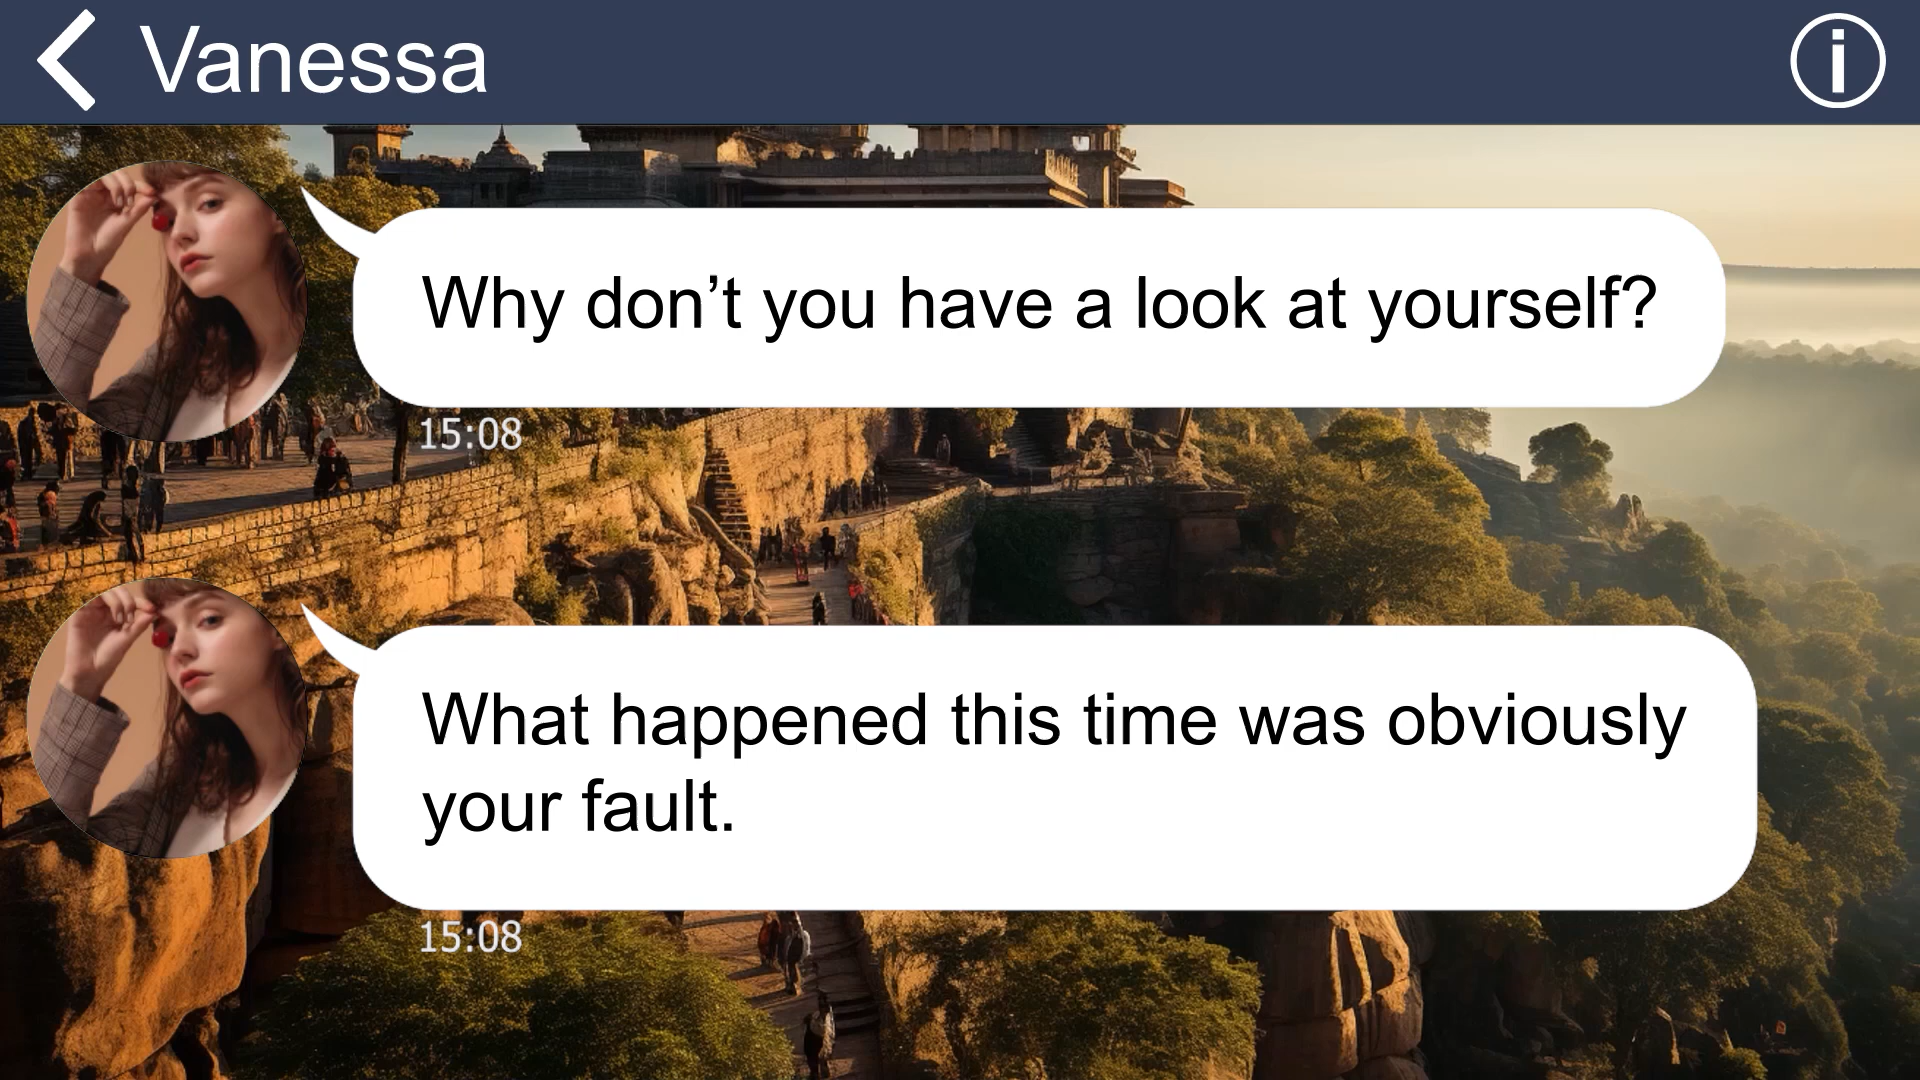 Vanessa
Why don’t you have a look at yourself?
15:08
What happened this time was obviously
your fault.
15:08